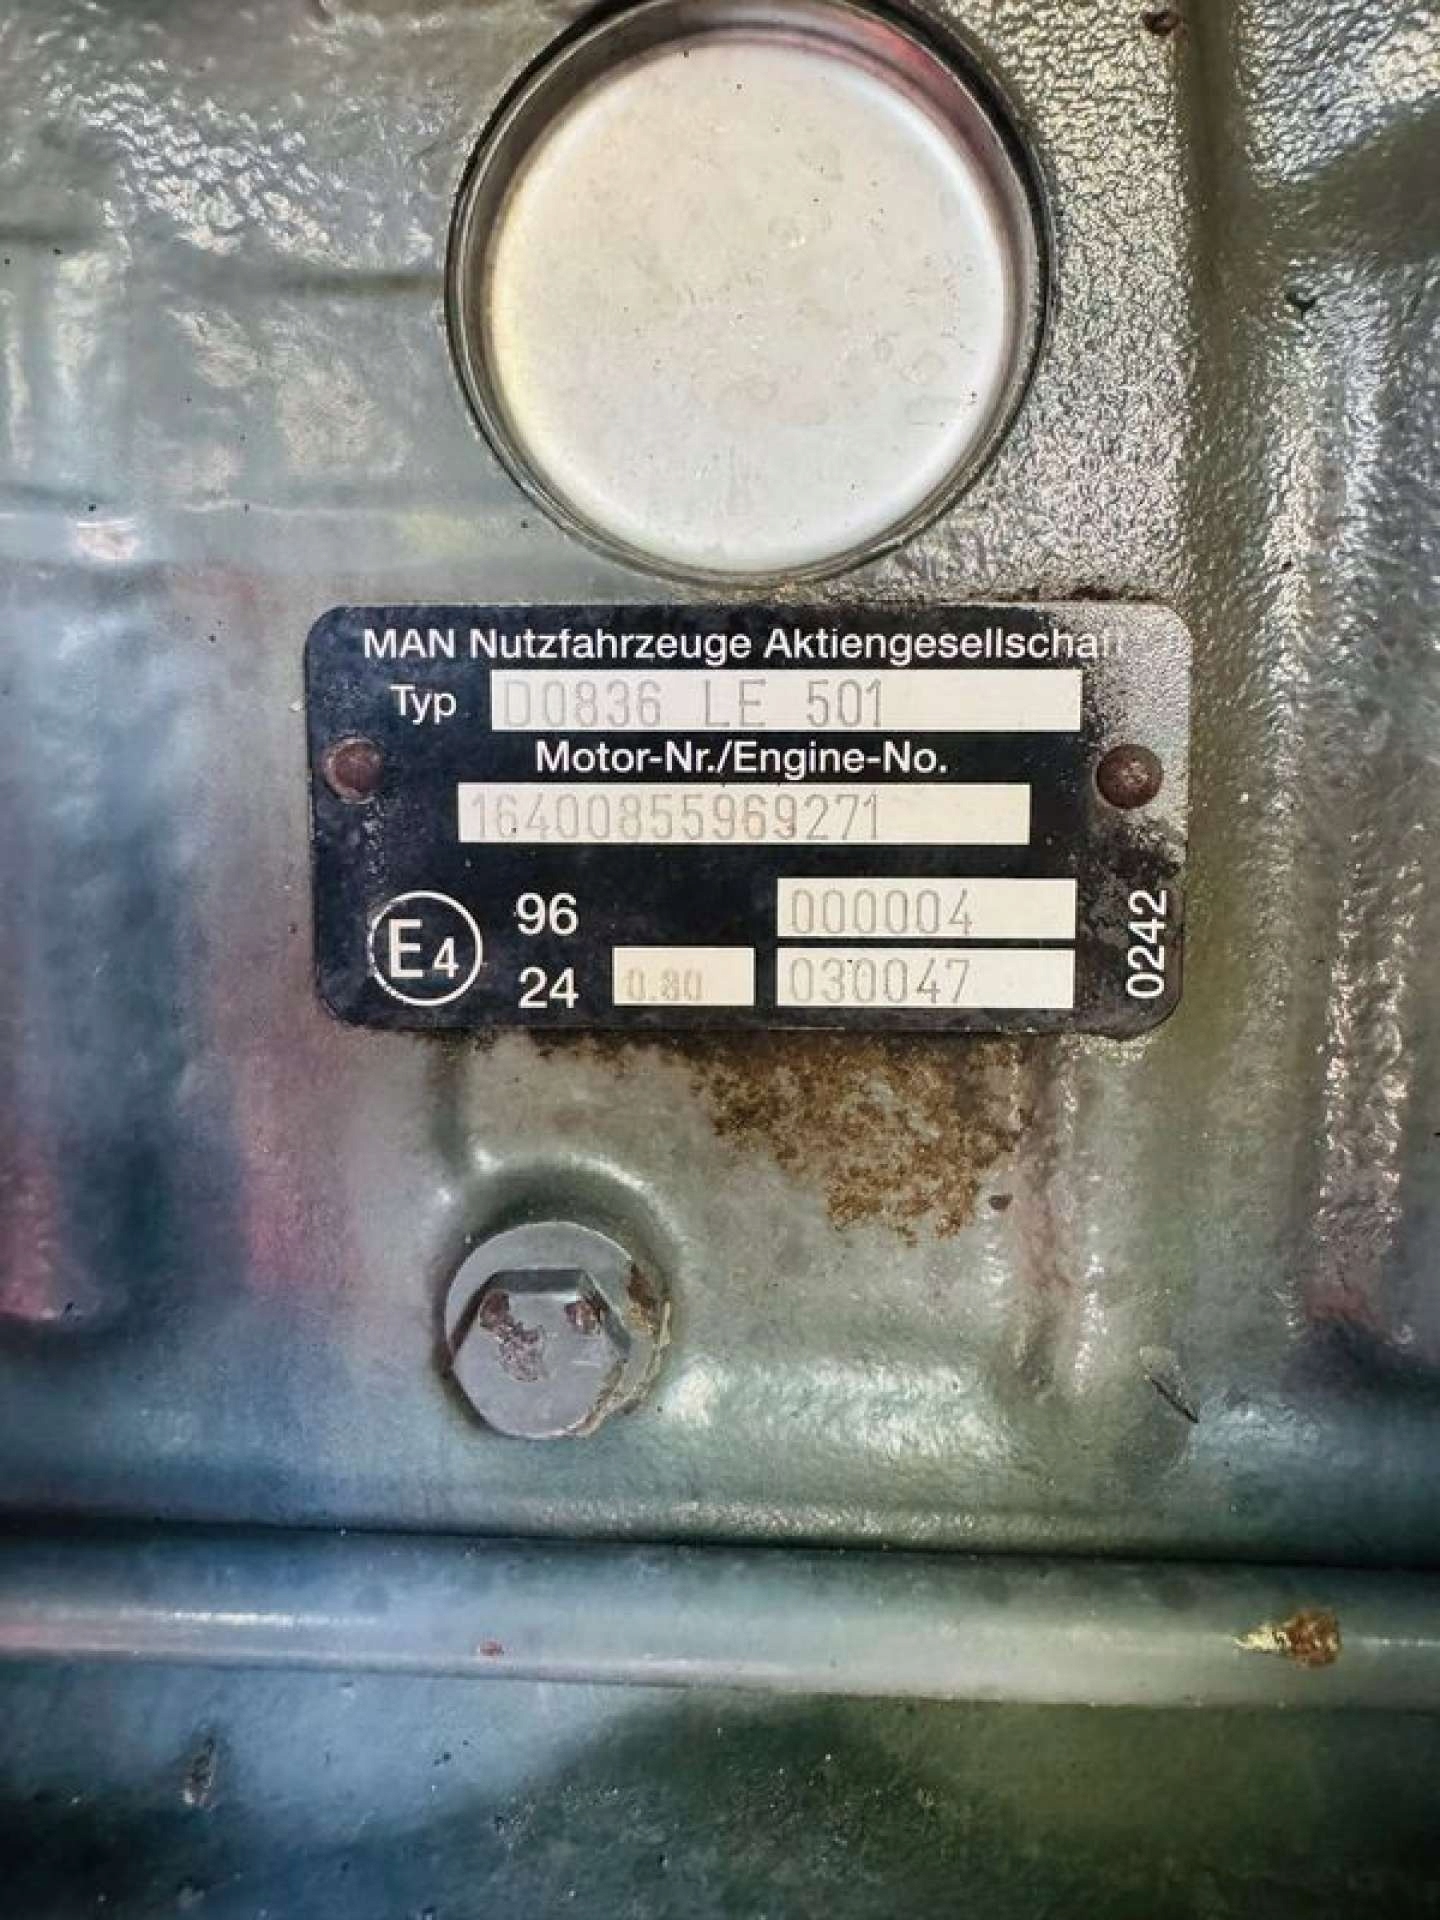 MAN Nutzfahrzeuge Aktiengesellschaft
Typ D0836 LE 501
Motor-Nr./Engine-No.
16400855969271
E4 96 000004
24 0.80 030047
0242